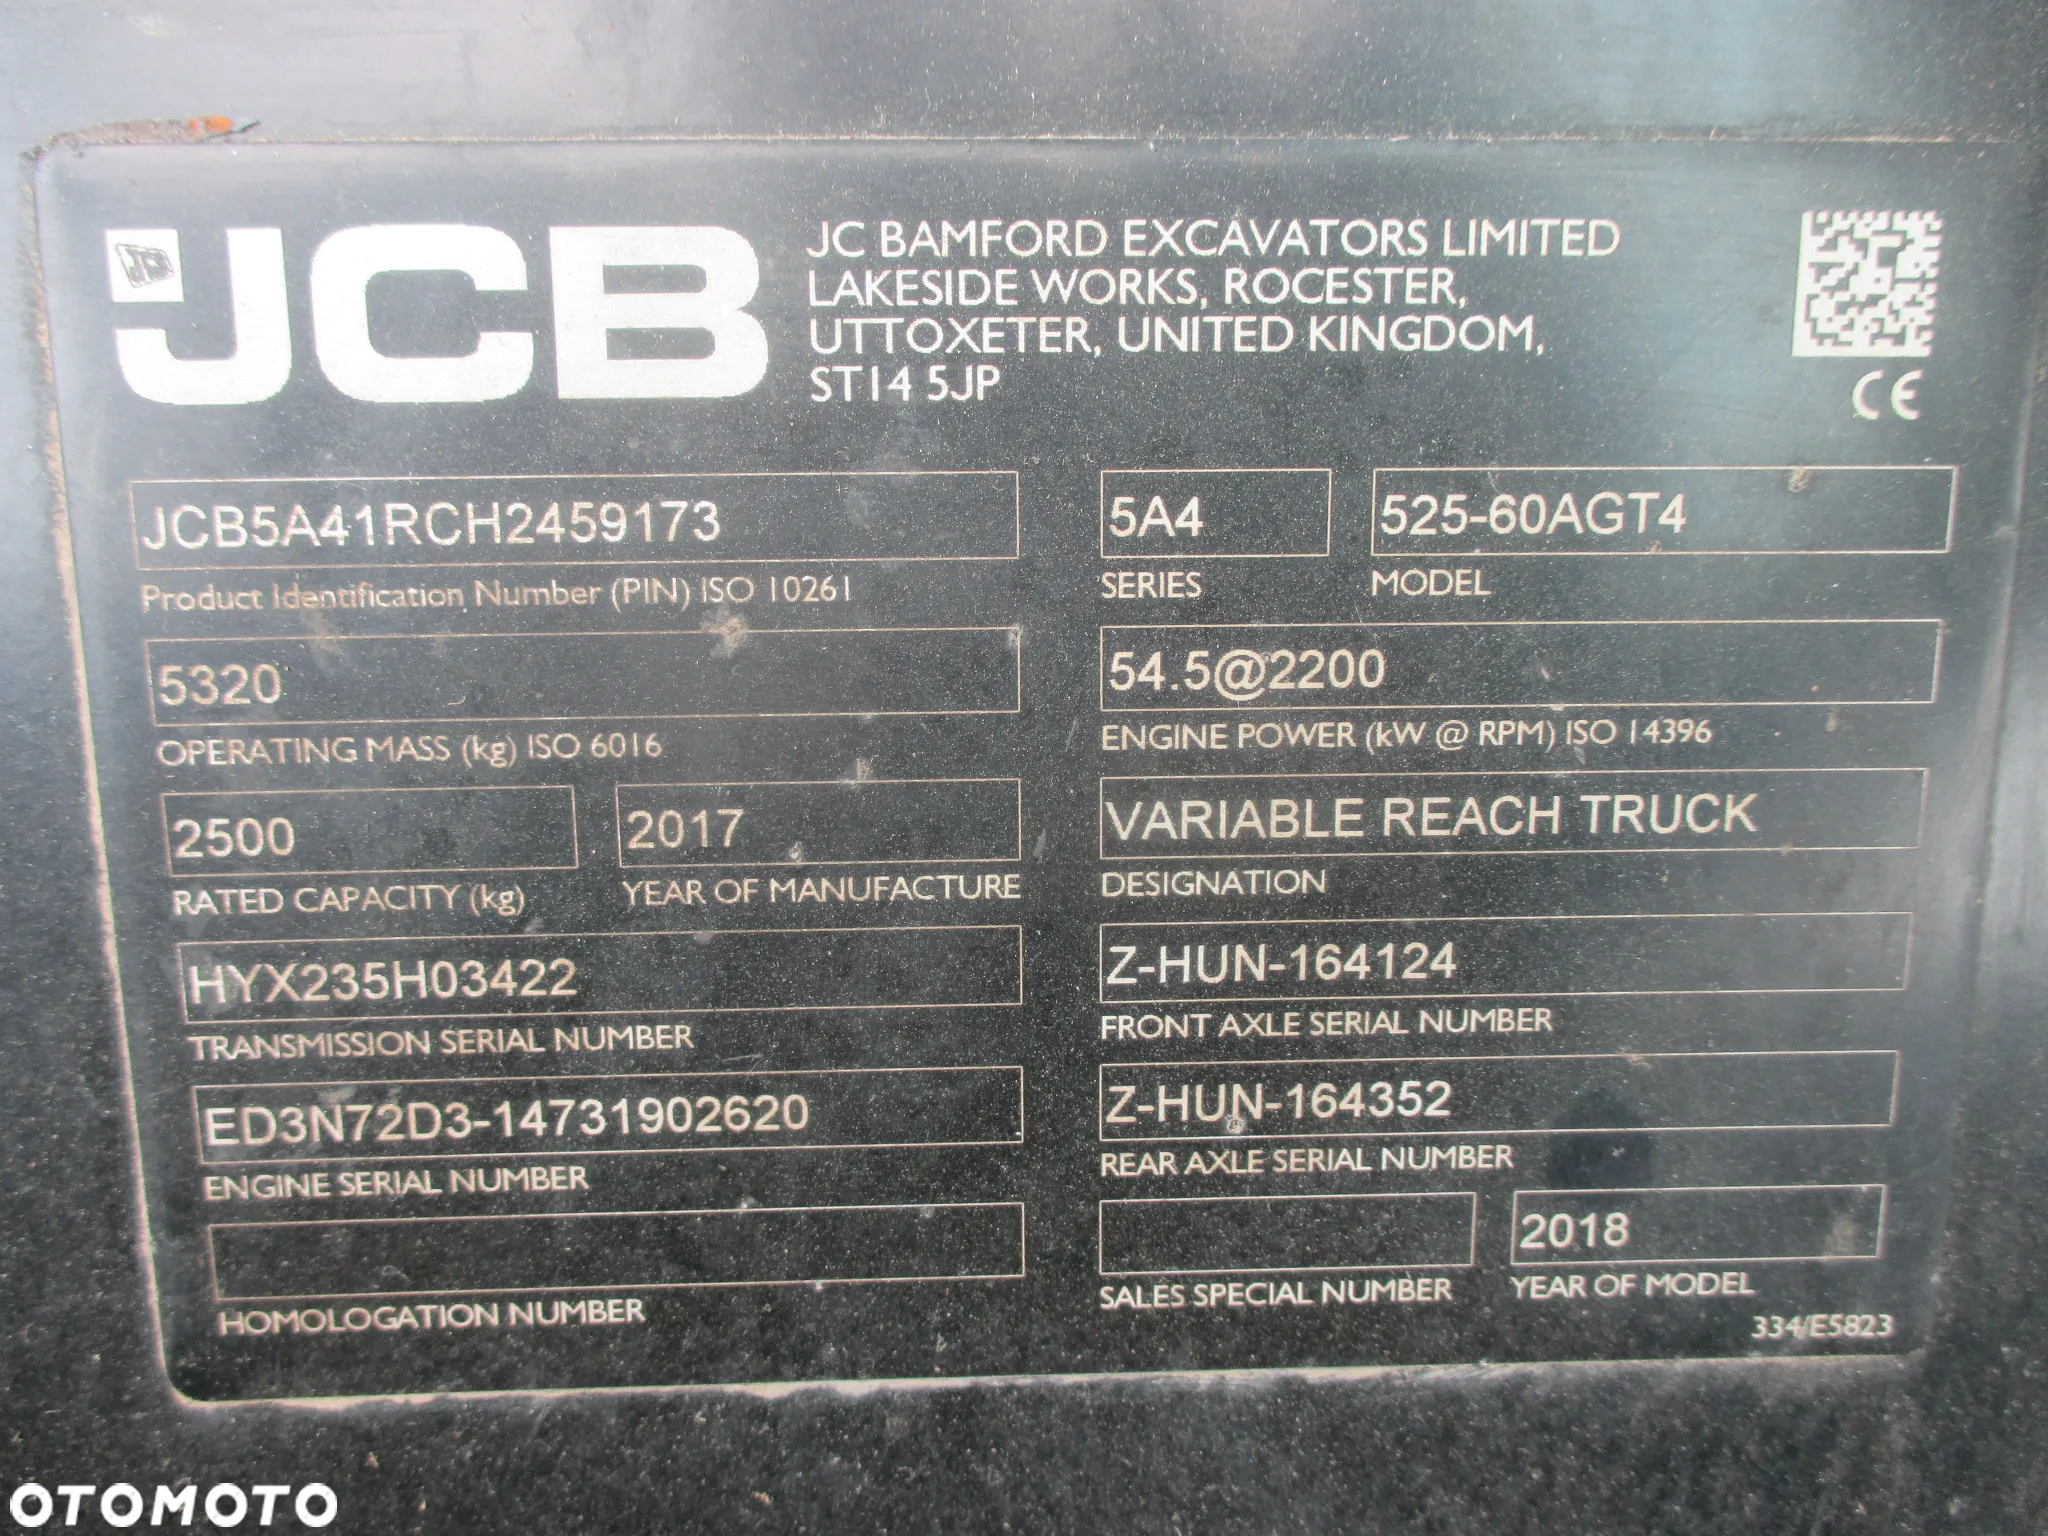 JCB
JC BAMFORD EXCAVATORS LIMITED
LAKESIDE WORKS, ROCESTER,
UTTOXETER, UNITED KINGDOM,
ST14 5JP
CE
JCB5A41RCH2459173
Product Identification Number (PIN) ISO 10261
5A4
SERIES
525-60AGT4
MODEL
5320
OPERATING MASS (kg) ISO 6016
54.5@2200
ENGINE POWER (kW @ RPM) ISO 14396
2500
RATED CAPACITY (kg)
2017
YEAR OF MANUFACTURE
VARIABLE REACH TRUCK
DESIGNATION
HYX235H03422
TRANSMISSION SERIAL NUMBER
Z-HUN-164124
FRONT AXLE SERIAL NUMBER
ED3N72D3-14731902620
ENGINE SERIAL NUMBER
Z-HUN-164352
REAR AXLE SERIAL NUMBER
HOMOLOGATION NUMBER
SALES SPECIAL NUMBER
2018
YEAR OF MODEL
334/E5823
OTOMOTO